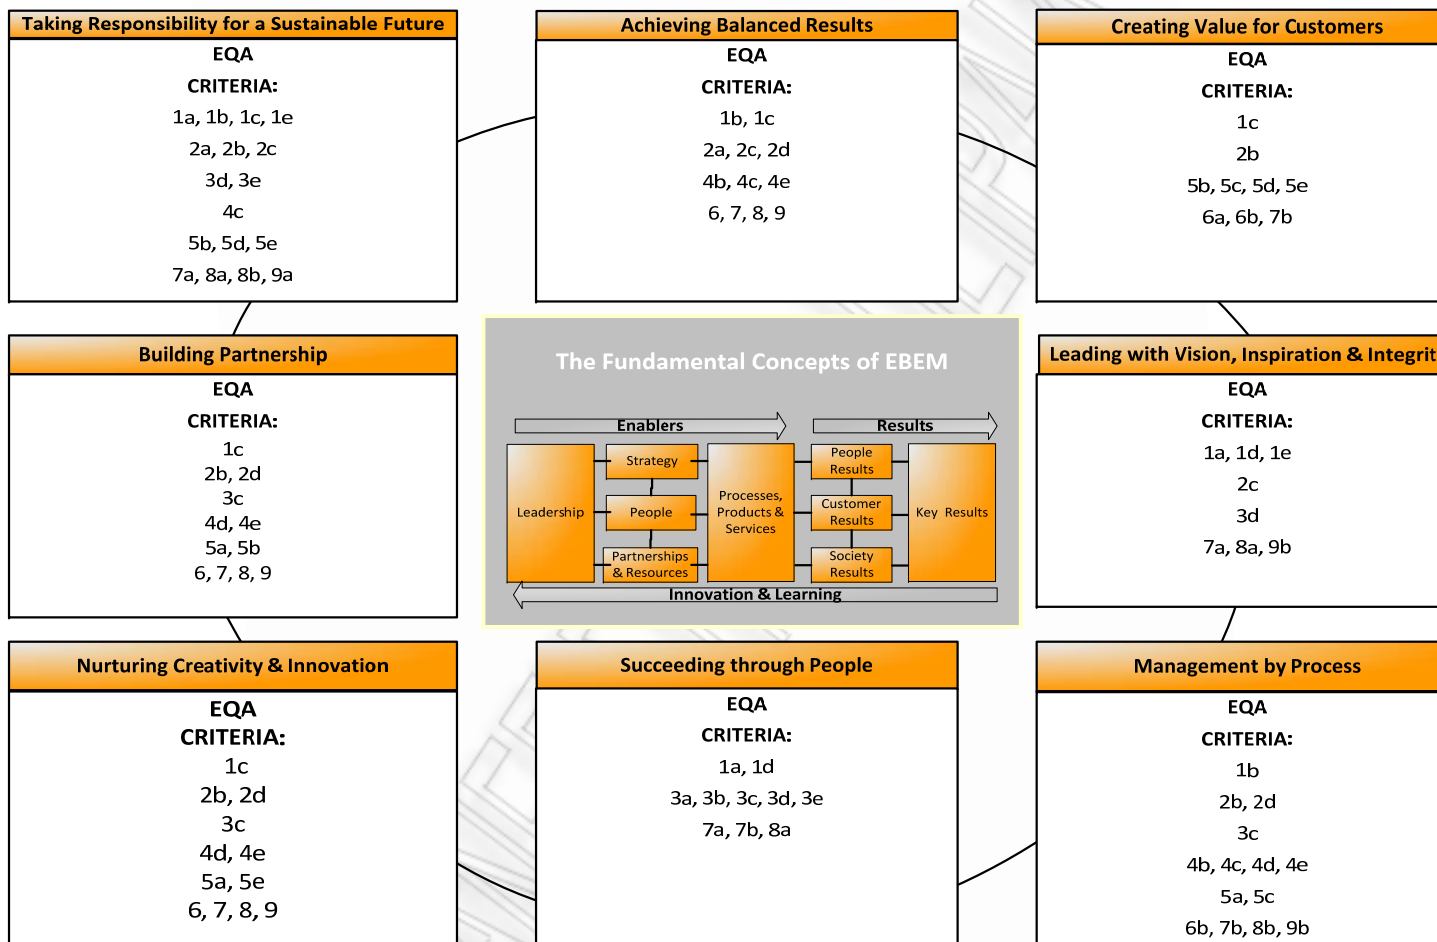 Taking Responsibility for a Sustainable Future
EQA
CRITERIA:
1a, 1b, 1c, 1e
2a, 2b, 2c
3d, 3e
4c
5b, 5d, 5e
7a, 8a, 8b, 9a
Achieving Balanced Results
EQA
CRITERIA:
1b, 1c
2a, 2c, 2d
4b, 4c, 4e
6, 7, 8, 9
Creating Value for Customers
EQA
CRITERIA:
1c
2b
5b, 5c, 5d, 5e
6a, 6b, 7b
Building Partnership
EQA
CRITERIA:
1c
2b, 2d
3c
4d, 4e
5a, 5b
6, 7, 8, 9
The Fundamental Concepts of EBEM
Enablers
Results
Leadership
Strategy
People
Partnerships
& Resources
Processes,
Products &
Services
People
Results
Customer
Results
Society
Results
Key Results
Innovation & Learning
Leading with Vision, Inspiration & Integrit
EQA
CRITERIA:
1a, 1d, 1e
2c
3d
7a, 8a, 9b
Nurturing Creativity & Innovation
EQA
CRITERIA:
1c
2b, 2d
3c
4d, 4e
5a, 5e
6, 7, 8, 9
Succeeding through People
EQA
CRITERIA:
1a, 1d
3a, 3b, 3c, 3d, 3e
7a, 7b, 8a
Management by Process
EQA
CRITERIA:
1b
2b, 2d
3c
4b, 4c, 4d, 4e
5a, 5c
6b, 7b, 8b, 9b